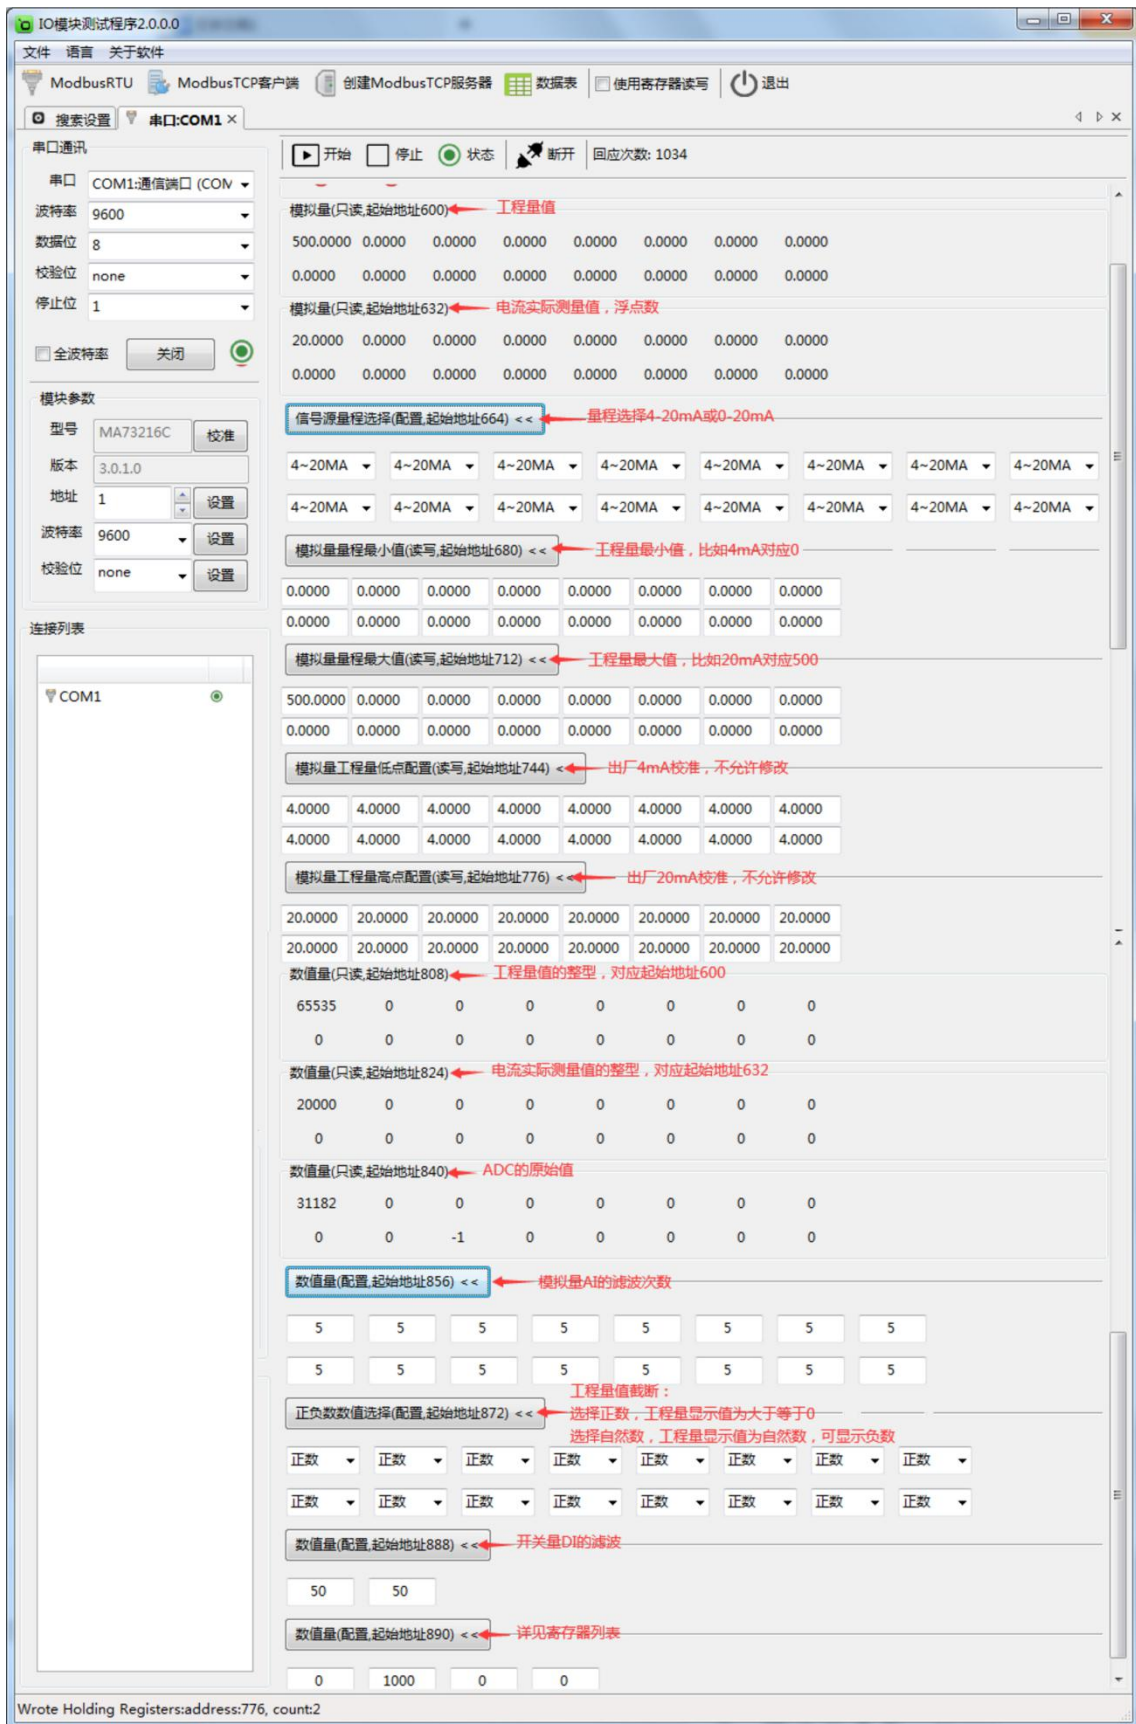 IO模块测试程序2.0.0.0
文件 语言 关于软件
ModbusRTU ModbusTCP客户端 创建ModbusTCP服务器 数据表 使用寄存器读写 退出
搜索设置 串口:COM1
串口通讯
串口 COM1:通信端口 (COM
波特率 9600
数据位 8
校验位 none
停止位 1
全波特率 关闭
模块参数
型号 MA73216C 校准
版本 3.0.1.0
地址 1 设置
波特率 9600 设置
校验位 none 设置
连接列表
COM1
开始 停止 状态 断开 回应次数: 1034
模拟量(只读,起始地址600) 工程量值
500.0000 0.0000 0.0000 0.0000 0.0000 0.0000 0.0000 0.0000
0.0000 0.0000 0.0000 0.0000 0.0000 0.0000 0.0000 0.0000
模拟量(只读,起始地址632) 电流实际测量值，浮点数
20.0000 0.0000 0.0000 0.0000 0.0000 0.0000 0.0000 0.0000
0.0000 0.0000 0.0000 0.0000 0.0000 0.0000 0.0000 0.0000
信号源量程选择(配置,起始地址664) << 量程选择4-20mA或0-20mA
4~20MA 4~20MA 4~20MA 4~20MA 4~20MA 4~20MA 4~20MA 4~20MA
4~20MA 4~20MA 4~20MA 4~20MA 4~20MA 4~20MA 4~20MA 4~20MA
模拟量量程最小值(读写,起始地址680) << 工程量最小值，比如4mA对应0
0.0000 0.0000 0.0000 0.0000 0.0000 0.0000 0.0000 0.0000
0.0000 0.0000 0.0000 0.0000 0.0000 0.0000 0.0000 0.0000
模拟量量程最大值(读写,起始地址712) << 工程量最大值，比如20mA对应500
500.0000 0.0000 0.0000 0.0000 0.0000 0.0000 0.0000 0.0000
0.0000 0.0000 0.0000 0.0000 0.0000 0.0000 0.0000 0.0000
模拟量工程量低点配置(读写,起始地址744) < 出厂4mA校准，不允许修改
4.0000 4.0000 4.0000 4.0000 4.0000 4.0000 4.0000 4.0000
4.0000 4.0000 4.0000 4.0000 4.0000 4.0000 4.0000 4.0000
模拟量工程量高点配置(读写,起始地址776) << 出厂20mA校准，不允许修改
20.0000 20.0000 20.0000 20.0000 20.0000 20.0000 20.0000 20.0000
20.0000 20.0000 20.0000 20.0000 20.0000 20.0000 20.0000 20.0000
数值量(只读,起始地址808) 工程量值的整型，对应起始地址600
65535 0 0 0 0 0 0 0
0 0 0 0 0 0 0 0
数值量(只读,起始地址824) 电流实际测量值的整型，对应起始地址632
20000 0 0 0 0 0 0 0
0 0 0 0 0 0 0 0
数值量(只读,起始地址840) ADC的原始值
31182 0 0 0 0 0 0 0
0 0 -1 0 0 0 0 0
数值量(配置,起始地址856) << 模拟量AI的滤波次数
5 5 5 5 5 5 5 5
5 5 5 5 5 5 5 5
工程量值截断：
正负数数值选择(配置,起始地址872) << 选择正数，工程量显示值为大于等于0
选择自然数，工程量显示值为自然数，可显示负数
正数 正数 正数 正数 正数 正数 正数 正数
正数 正数 正数 正数 正数 正数 正数 正数
数值量(配置,起始地址888) << 开关量DI的滤波
50 50
数值量(配置,起始地址890) << 详见寄存器列表
0 1000 0 0
Wrote Holding Registers:address:776, count:2